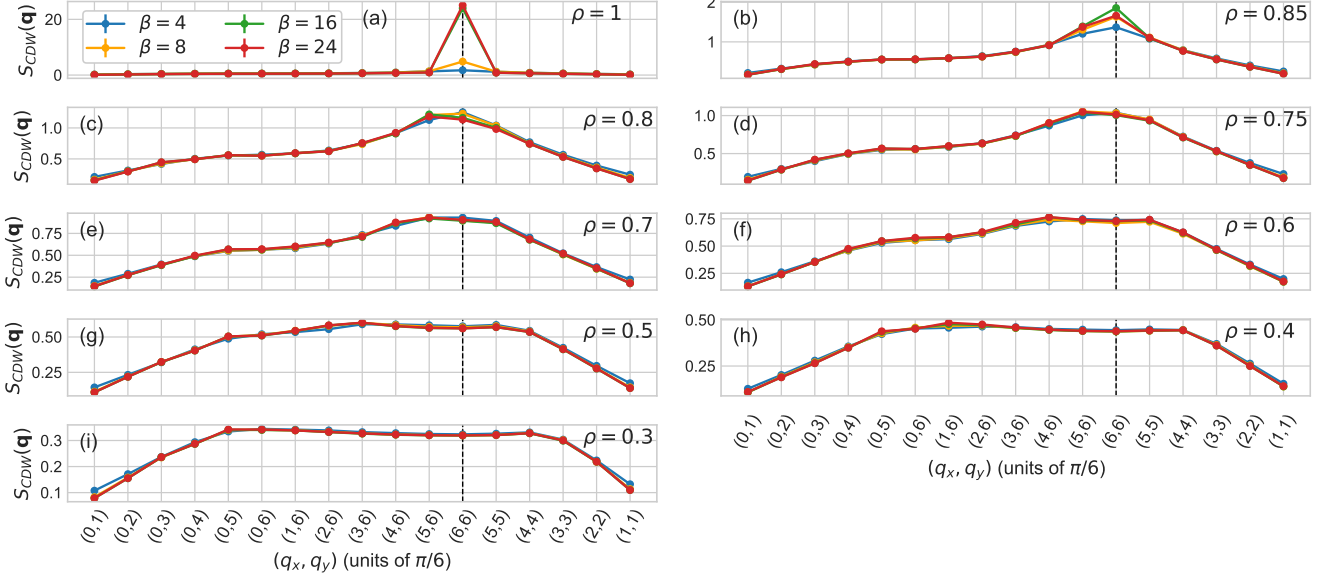 S_CDW(q)
20
10
0
β = 4
β = 8
β = 16
β = 24
(a)
ρ = 1
2
1
(b)
ρ = 0.85
S_CDW(q)
1.0
0.5
(c)
ρ = 0.8
1.0
0.5
(d)
ρ = 0.75
S_CDW(q)
0.75
0.50
0.25
(e)
ρ = 0.7
0.75
0.50
0.25
(f)
ρ = 0.6
S_CDW(q)
0.50
0.25
(g)
ρ = 0.5
0.50
0.25
(h)
ρ = 0.4
(0,1)
(0,2)
(0,3)
(0,4)
(0,5)
(0,6)
(1,6)
(2,6)
(3,6)
(4,6)
(5,6)
(6,6)
(5,5)
(4,4)
(3,3)
(2,2)
(1,1)
(q_x, q_y) (units of π/6)
S_CDW(q)
0.3
0.2
0.1
(i)
ρ = 0.3
(0,1)
(0,2)
(0,3)
(0,4)
(0,5)
(0,6)
(1,6)
(2,6)
(3,6)
(4,6)
(5,6)
(6,6)
(5,5)
(4,4)
(3,3)
(2,2)
(1,1)
(q_x, q_y) (units of π/6)